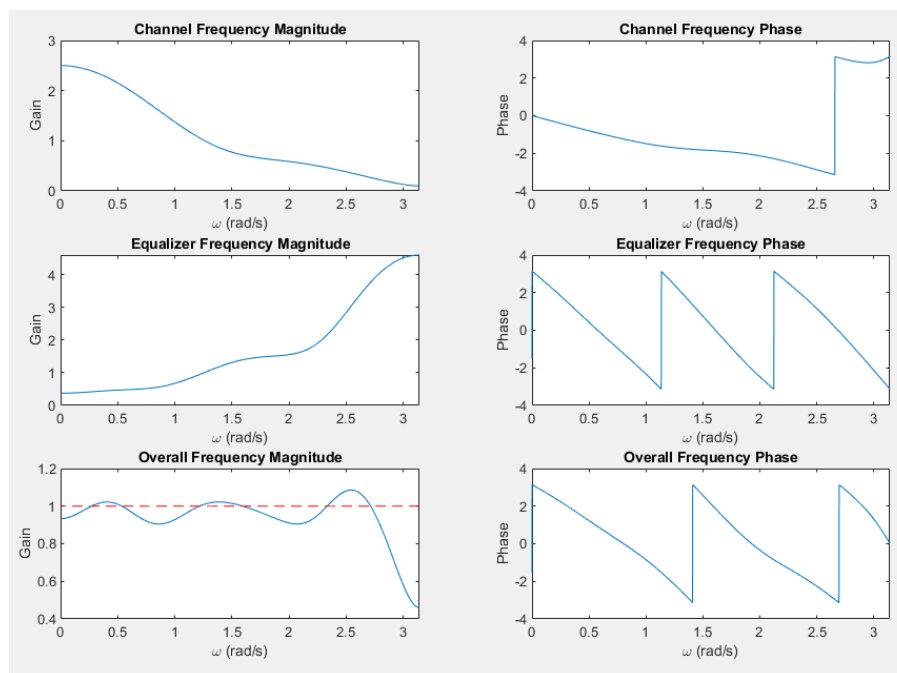 Channel Frequency Magnitude
3
2
1
0
Gain
0 0.5 1 1.5 2 2.5 3
ω (rad/s)
Channel Frequency Phase
4
2
0
-2
-4
Phase
0 0.5 1 1.5 2 2.5 3
ω (rad/s)
Equalizer Frequency Magnitude
4
3
2
1
0
Gain
0 0.5 1 1.5 2 2.5 3
ω (rad/s)
Equalizer Frequency Phase
4
2
0
-2
-4
Phase
0 0.5 1 1.5 2 2.5 3
ω (rad/s)
Overall Frequency Magnitude
1.2
1
0.8
0.6
0.4
Gain
0 0.5 1 1.5 2 2.5 3
ω (rad/s)
Overall Frequency Phase
4
2
0
-2
-4
Phase
0 0.5 1 1.5 2 2.5 3
ω (rad/s)